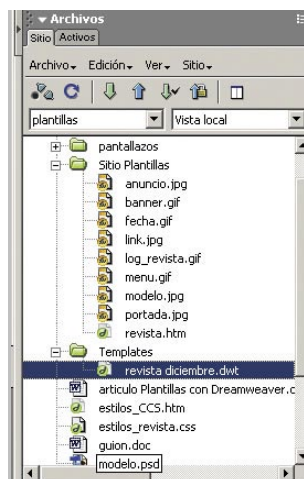 Archivos
Sitio Activos
Archivo Edición Ver Sitio
plantillas Vista local
pantallazos
Sitio Plantillas
anuncio.jpg
banner.gif
fecha.gif
link.jpg
log_revista.gif
menu.gif
modelo.jpg
portada.jpg
revista.htm
Templates
revista diciembre.dwt
articulo Plantillas con Dreamweaver.c
estilos_CCS.htm
estilos_revista.css
guion.doc
modelo.psd